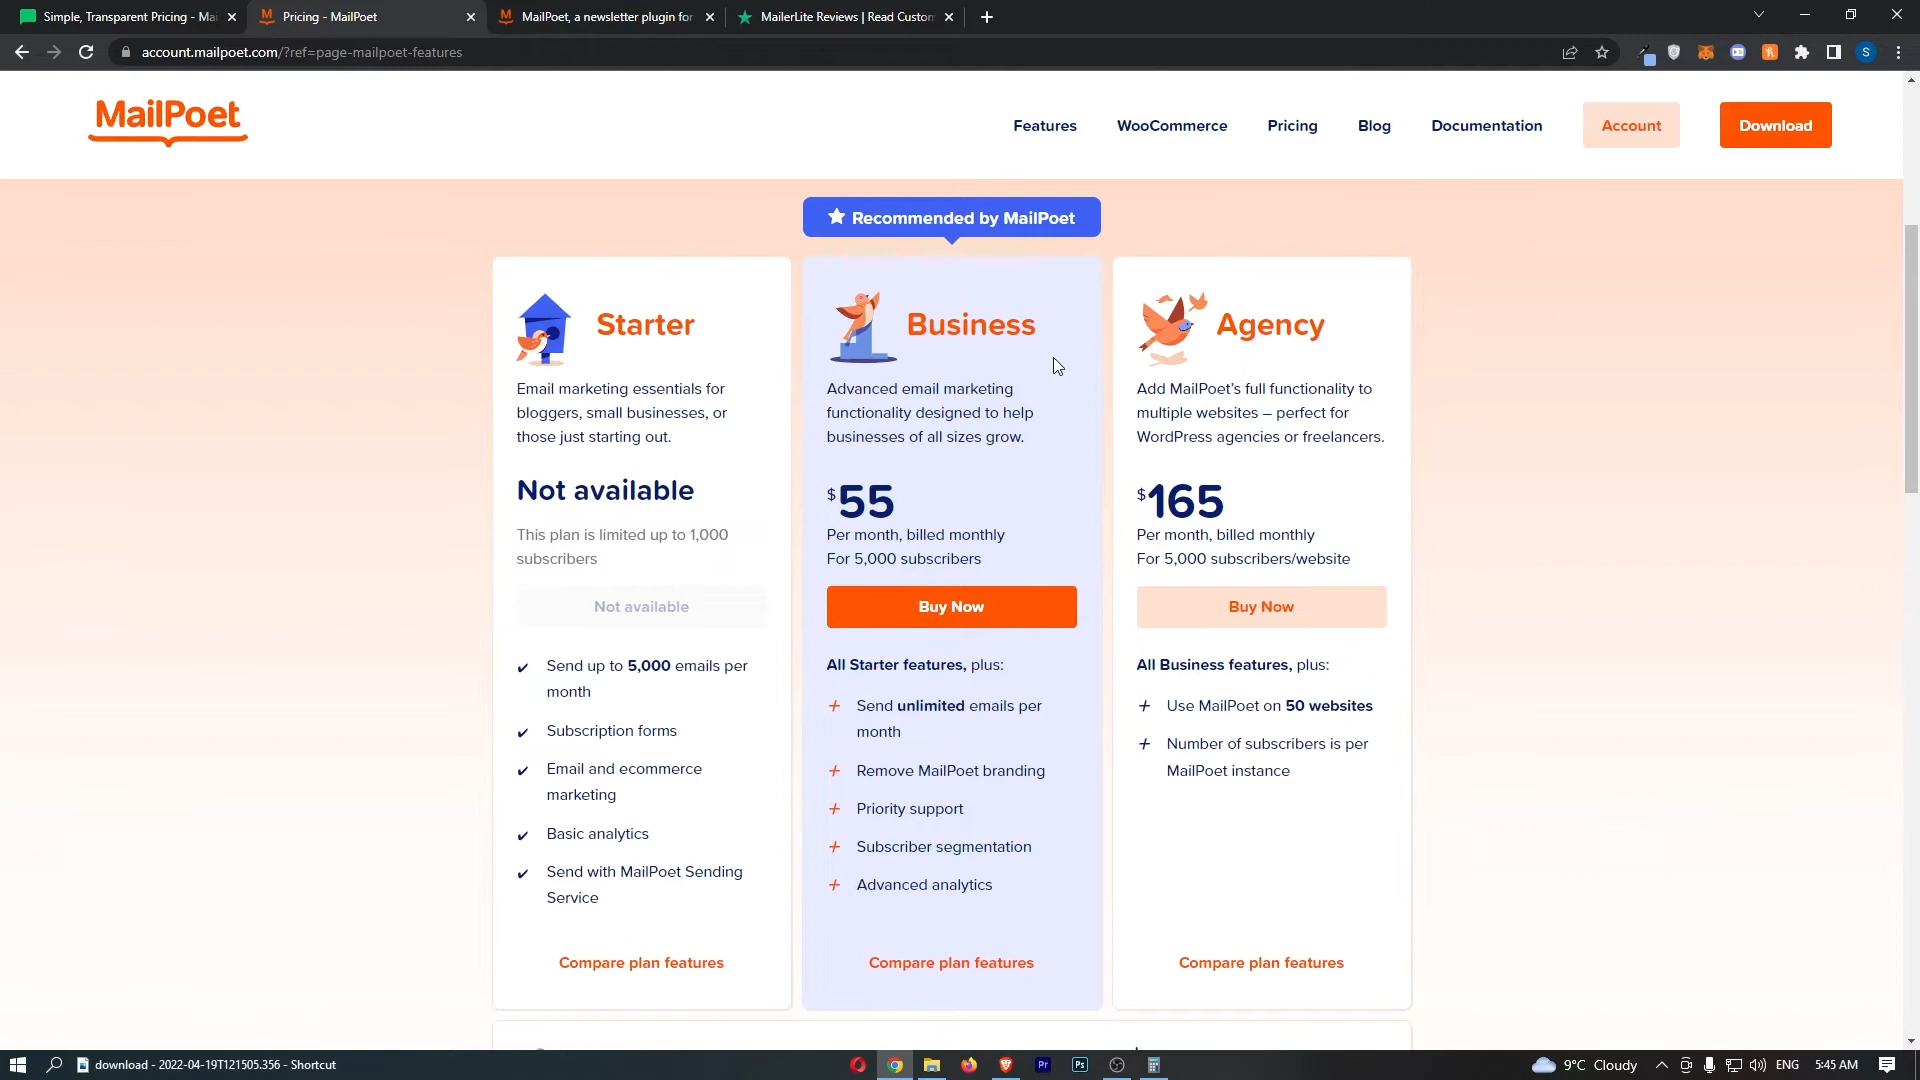 Simple, Transparent Pricing - Mai
Pricing - MailPoet
MailPoet, a newsletter plugin for
MailerLite Reviews | Read Custom
account.mailpoet.com/?ref=page-mailpoet-features
S
MailPoet
Features
WooCommerce
Pricing
Blog
Documentation
Account
Download
Recommended by MailPoet
Starter
Email marketing essentials for
bloggers, small businesses, or
those just starting out.
Not available
This plan is limited up to 1,000
subscribers
Not available
Send up to 5,000 emails per
month
Subscription forms
Email and ecommerce
marketing
Basic analytics
Send with MailPoet Sending
Service
Compare plan features
Business
Advanced email marketing
functionality designed to help
businesses of all sizes grow.
$55
Per month, billed monthly
For 5,000 subscribers
Buy Now
All Starter features, plus:
Send unlimited emails per
month
Remove MailPoet branding
Priority support
Subscriber segmentation
Advanced analytics
Compare plan features
Agency
Add MailPoet’s full functionality to
multiple websites – perfect for
WordPress agencies or freelancers.
$165
Per month, billed monthly
For 5,000 subscribers/website
Buy Now
All Business features, plus:
Use MailPoet on 50 websites
Number of subscribers is per
MailPoet instance
Compare plan features
download - 2022-04-19T121505.356 - Shortcut
Pr
Ps
9°C Cloudy
ENG
5:45 AM